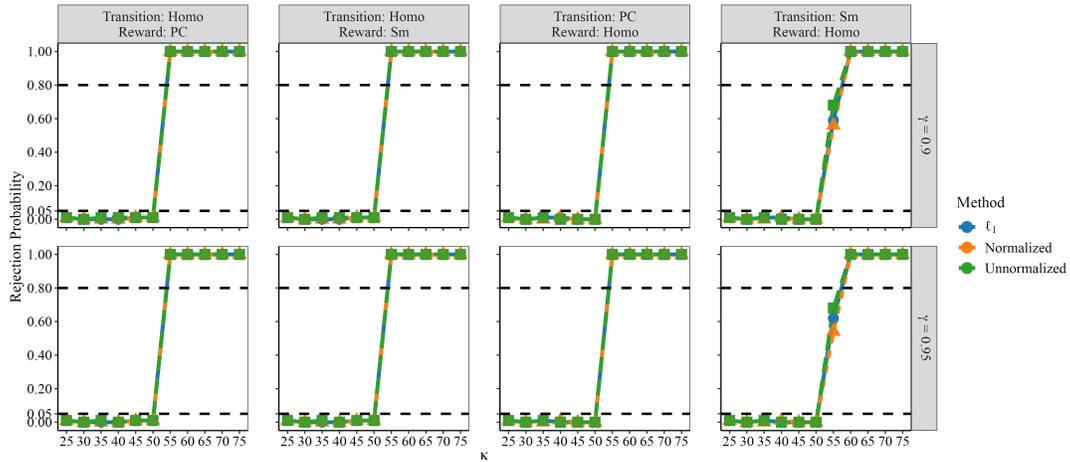 Transition: Homo
Reward: PC
Transition: Homo
Reward: Sm
Transition: PC
Reward: Homo
Transition: Sm
Reward: Homo
Rejection Probability
1.00
0.80
0.60
0.40
0.20
0.05
0.00
γ = 0.9
1.00
0.80
0.60
0.40
0.20
0.05
0.00
γ = 0.95
25 30 35 40 45 50 55 60 65 70 75
25 30 35 40 45 50 55 60 65 70 75
25 30 35 40 45 50 55 60 65 70 75
25 30 35 40 45 50 55 60 65 70 75
κ
Method
ℓ₁
Normalized
Unnormalized